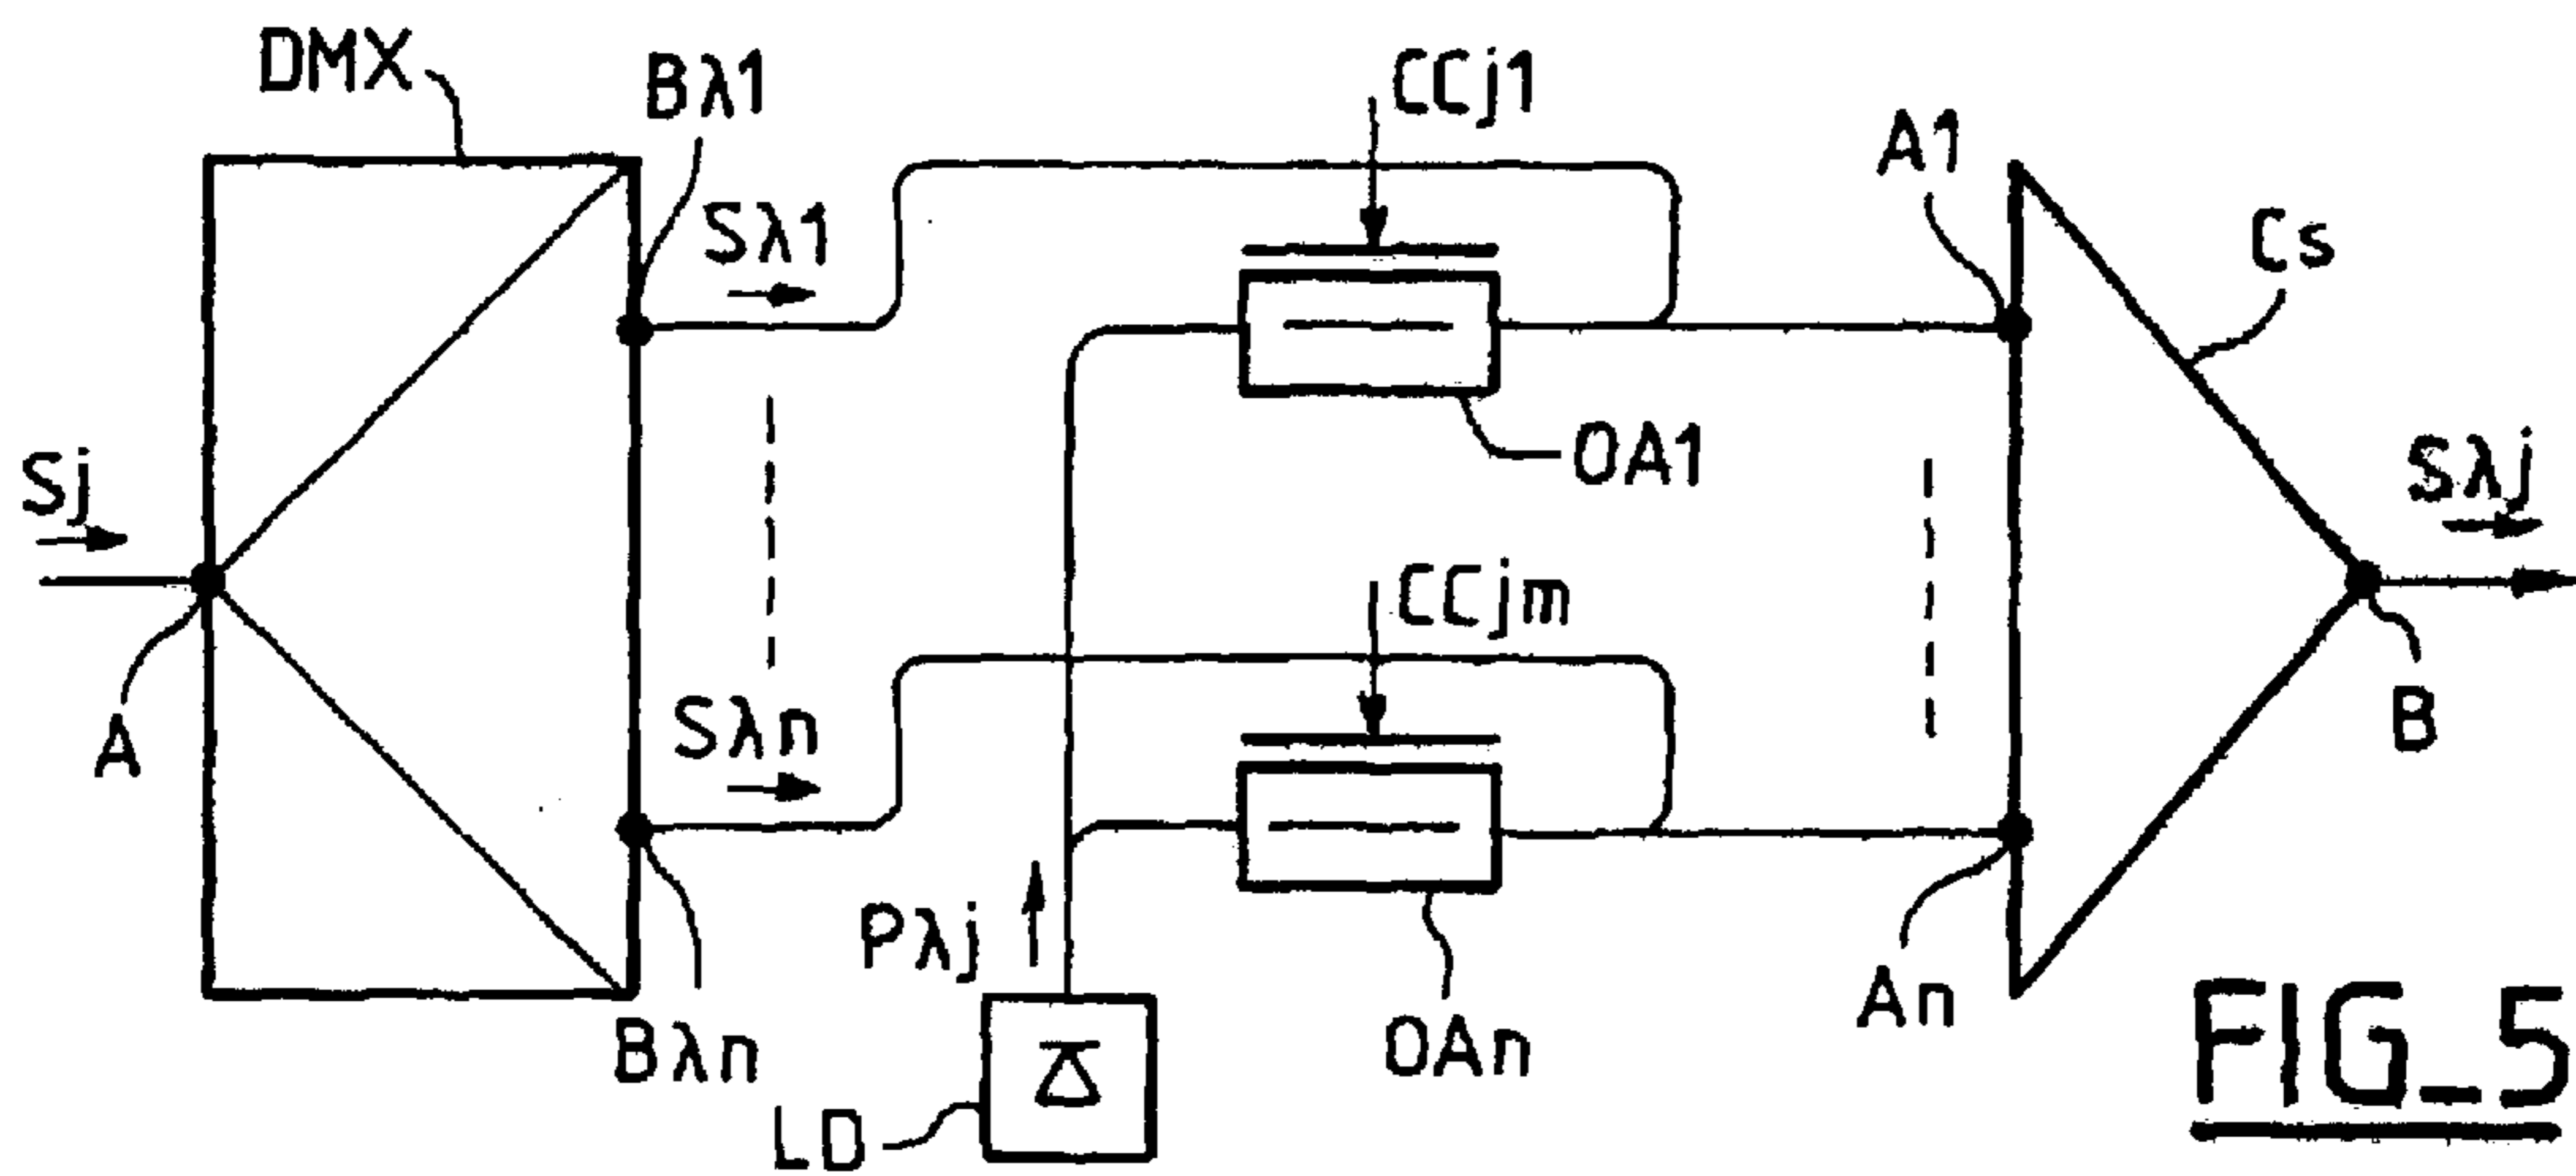 DMX
Bλ1
CCj1
A1
Sλ1
Cs
Sj
OA1
Sλj
CCjm
A
Sλn
B
Pλj
An
Bλn
OAn
LD
FIG_5